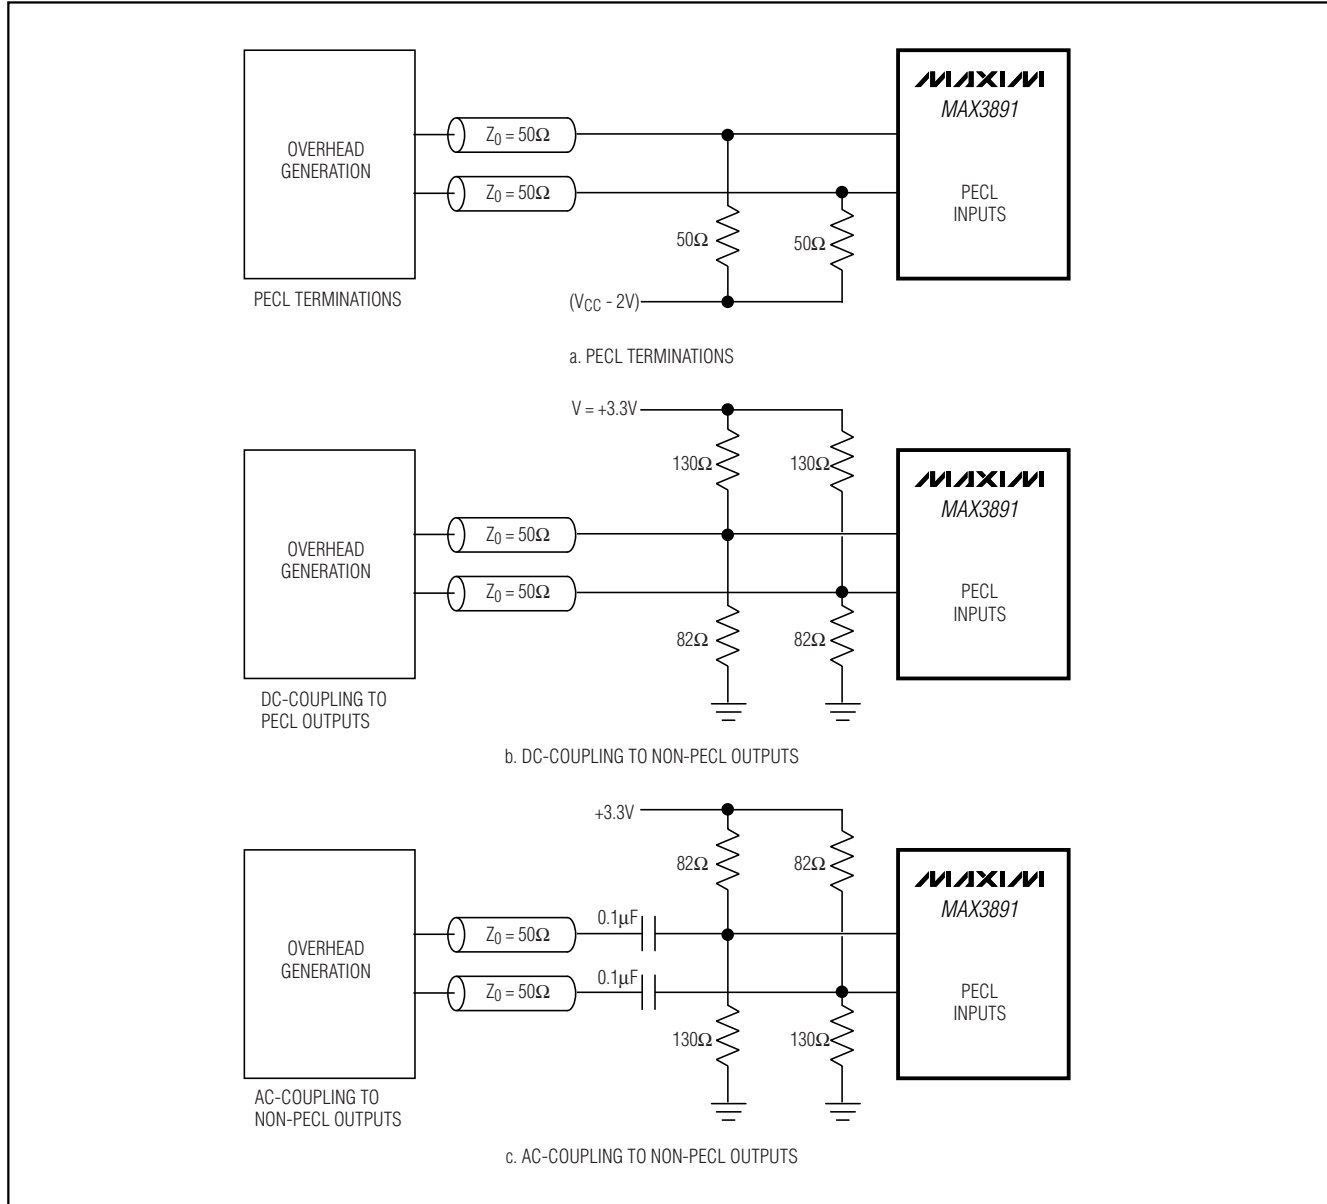 MAXIM
MAX3891
OVERHEAD
GENERATION
Z0 = 50Ω
Z0 = 50Ω
PECL
INPUTS
50Ω
50Ω
(VCC - 2V)
PECL TERMINATIONS
a. PECL TERMINATIONS
V = +3.3V
130Ω
130Ω
MAXIM
MAX3891
OVERHEAD
GENERATION
Z0 = 50Ω
Z0 = 50Ω
PECL
INPUTS
82Ω
82Ω
DC-COUPLING TO
PECL OUTPUTS
b. DC-COUPLING TO NON-PECL OUTPUTS
+3.3V
82Ω
82Ω
MAXIM
MAX3891
OVERHEAD
GENERATION
Z0 = 50Ω
0.1µF
Z0 = 50Ω
0.1µF
PECL
INPUTS
130Ω
130Ω
AC-COUPLING TO
NON-PECL OUTPUTS
c. AC-COUPLING TO NON-PECL OUTPUTS